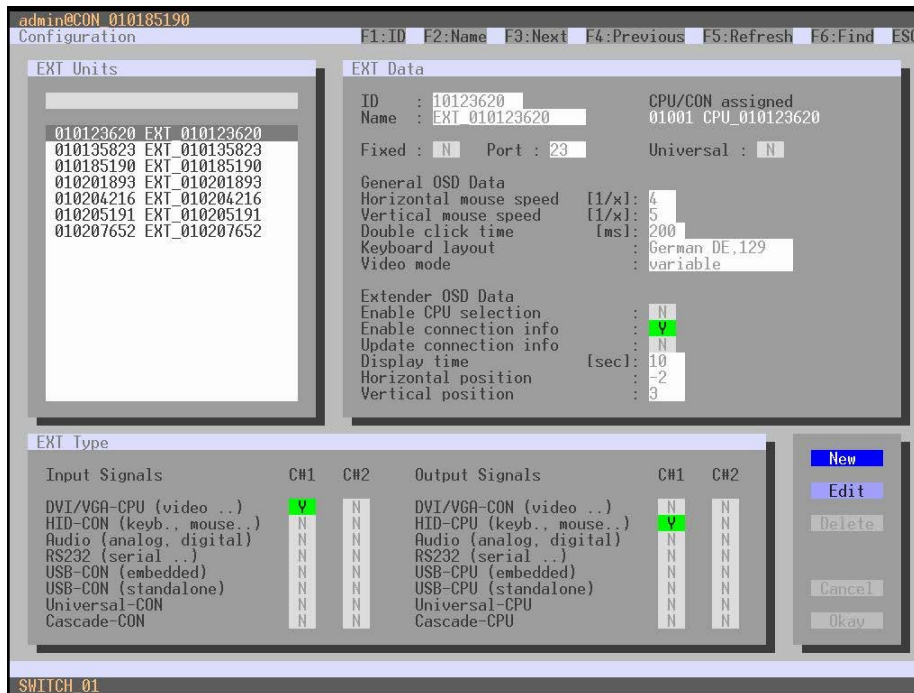 admin@CON_010185190
Configuration F1:ID F2:Name F3:Next F4:Previous F5:Refresh F6:Find ESC
EXT Units
010123620 EXT_010123620
010135823 EXT_010135823
010185190 EXT_010185190
010201893 EXT_010201893
010204216 EXT_010204216
010205191 EXT_010205191
010207652 EXT_010207652
EXT Data
ID : 10123620 CPU/CON assigned
Name : EXT_010123620 01001 CPU_010123620
Fixed : N Port : 23 Universal : N
General OSD Data
Horizontal mouse speed [1/x]: 4
Vertical mouse speed [1/x]: 5
Double click time [ms]: 200
Keyboard layout : German DE,129
Video mode : variable
Extender OSD Data
Enable CPU selection : N
Enable connection info : Y
Update connection info : N
Display time [sec]: 10
Horizontal position : -2
Vertical position : 3
EXT Type
Input Signals C#1 C#2 Output Signals C#1 C#2
DVI/VGA-CPU (video ..) Y N DVI/VGA-CON (video ..) N N
HID-CON (keyb., mouse..) N N HID-CPU (keyb., mouse..) Y N
Audio (analog, digital) N N Audio (analog, digital) N N
RS232 (serial ..) N N RS232 (serial ..) N N
USB-CON (embedded) N N USB-CPU (embedded) N N
USB-CON (standalone) N N USB-CPU (standalone) N N
Universal-CON N N Universal-CPU N N
Cascade-CON N N Cascade-CPU N N
New
Edit
Delete
Cancel
Okay
SWITCH_01